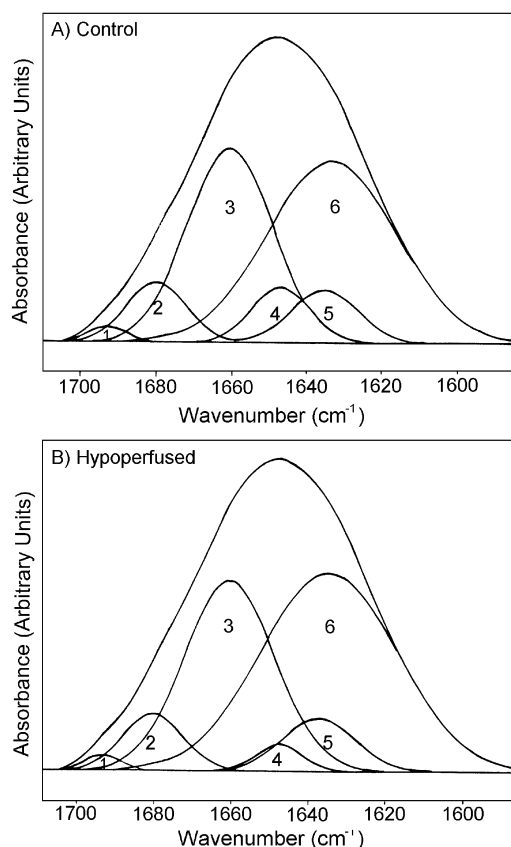 A) Control
Absorbance (Arbitrary Units)
1
2
3
4
5
6
1700 1680 1660 1640 1620 1600
Wavenumber (cm⁻¹)
B) Hypoperfused
Absorbance (Arbitrary Units)
1
2
3
4
5
6
1700 1680 1660 1640 1620 1600
Wavenumber (cm⁻¹)